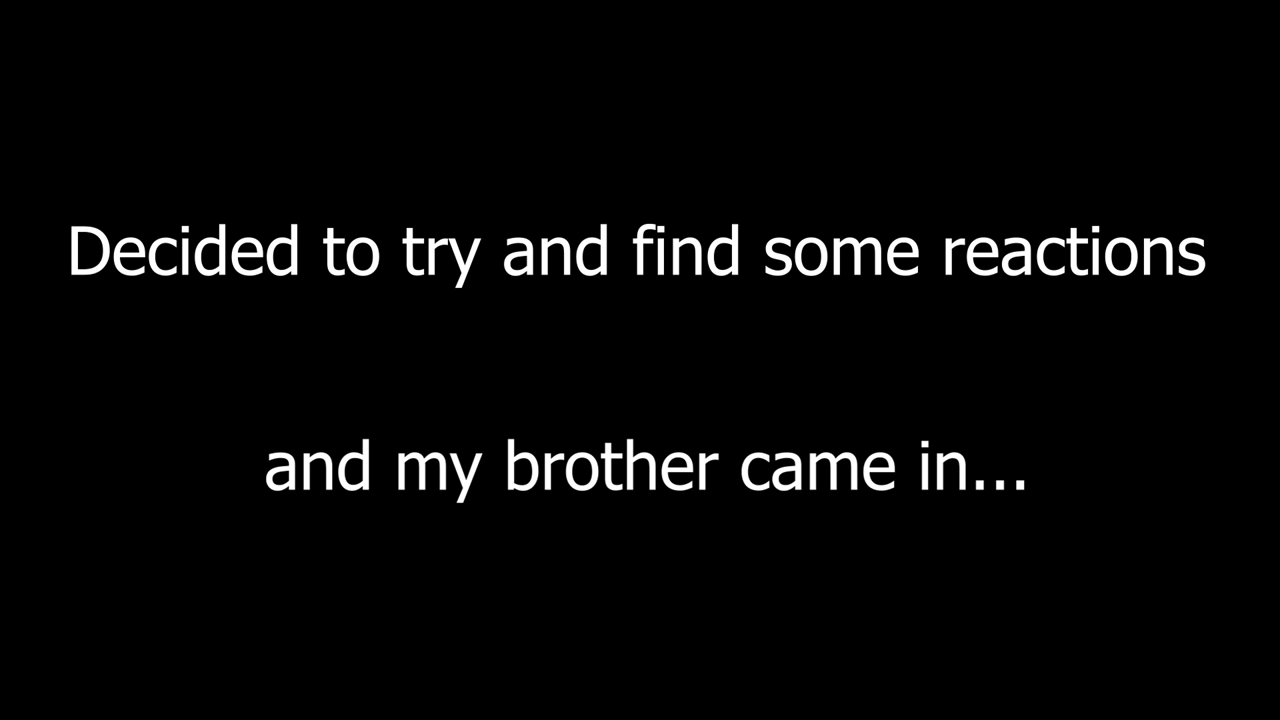 Decided to try and find some reactions
and my brother came in...